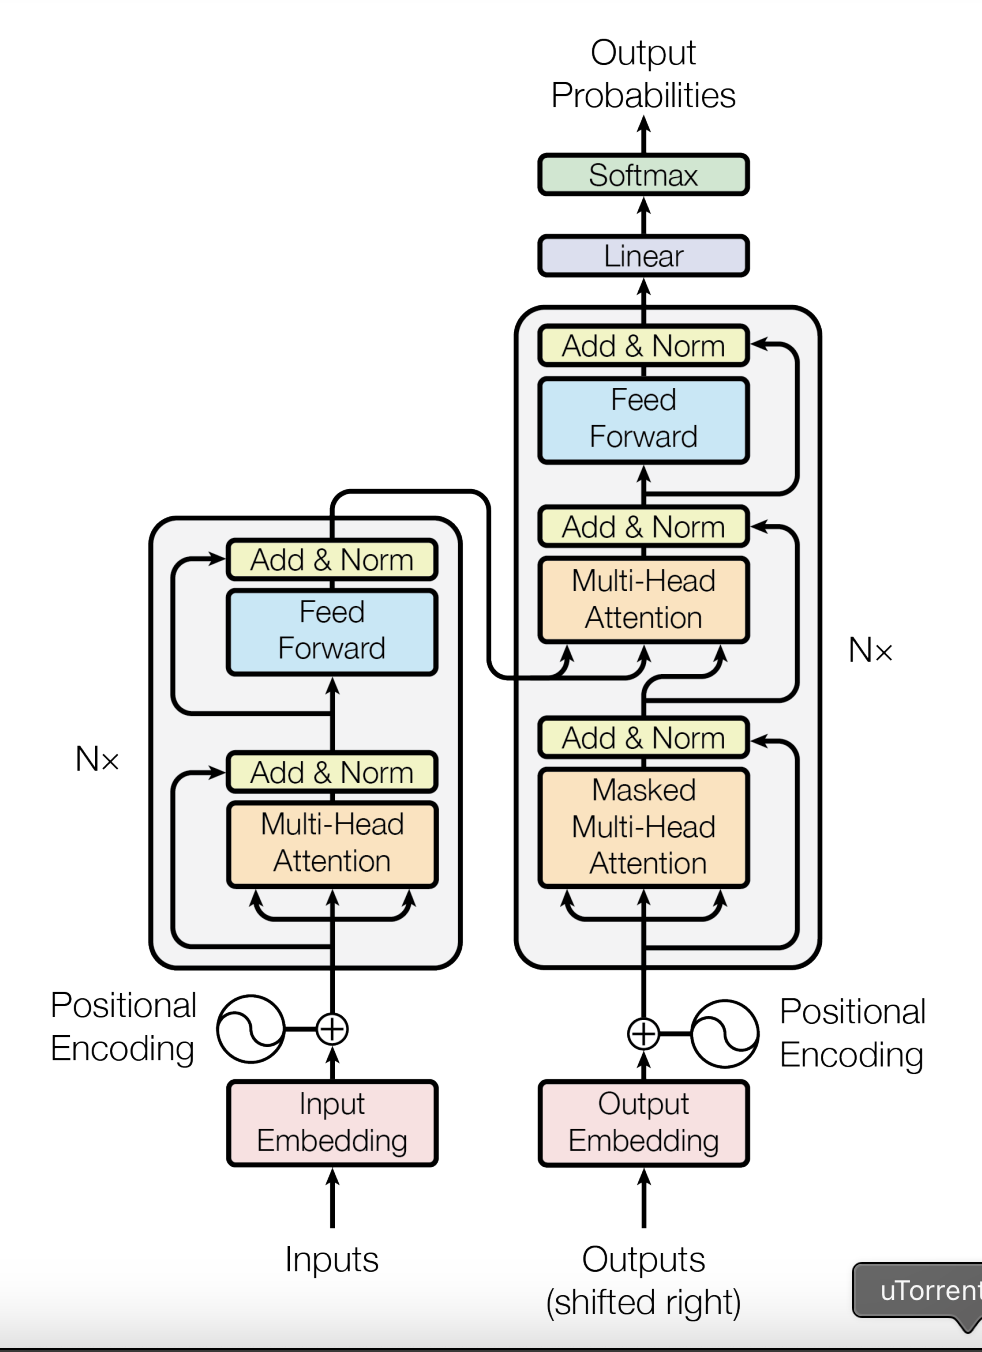 Output
Probabilities
Softmax
Linear
Add & Norm
Feed
Forward
Add & Norm
Multi-Head
Attention
Nx
Add & Norm
Masked
Multi-Head
Attention
Add & Norm
Feed
Forward
Nx
Add & Norm
Multi-Head
Attention
Positional
Encoding
Positional
Encoding
Input
Embedding
Output
Embedding
Inputs
Outputs
(shifted right)
uTorrent